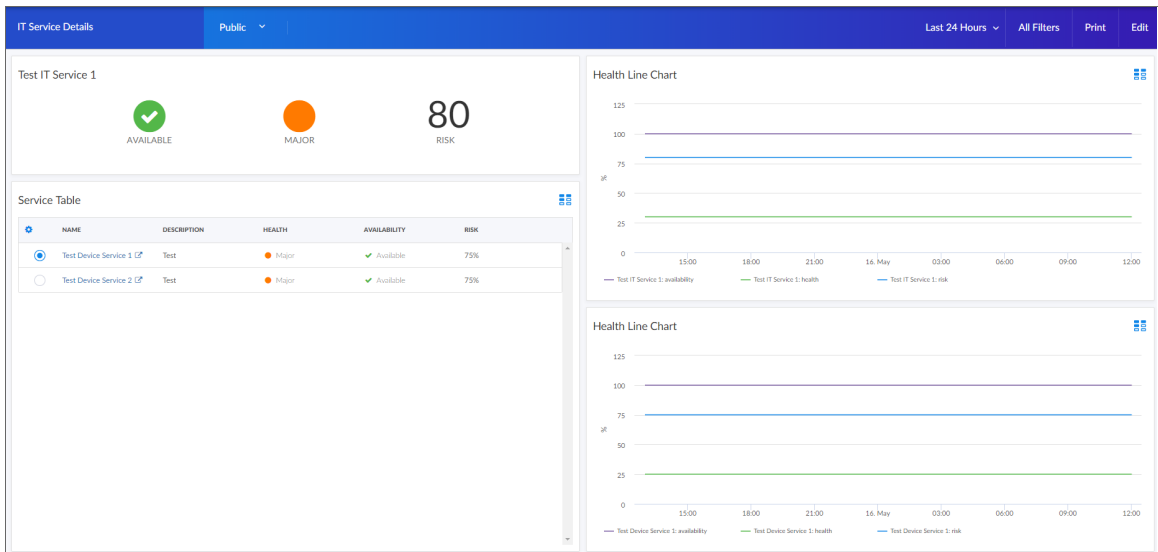 IT Service Details Public Last 24 Hours All Filters Print Edit
Test IT Service 1
AVAILABLE MAJOR 80 RISK
Service Table
NAME DESCRIPTION HEALTH AVAILABILITY RISK
Test Device Service 1 Test Major Available 75%
Test Device Service 2 Test Major Available 75%
Health Line Chart
125
100
75
%
50
25
0
15:00 18:00 21:00 16. May 03:00 06:00 09:00 12:00
Test IT Service 1: availability Test IT Service 1: health Test IT Service 1: risk
Health Line Chart
125
100
75
%
50
25
0
15:00 18:00 21:00 16. May 03:00 06:00 09:00 12:00
Test Device Service 1: availability Test Device Service 1: health Test Device Service 1: risk